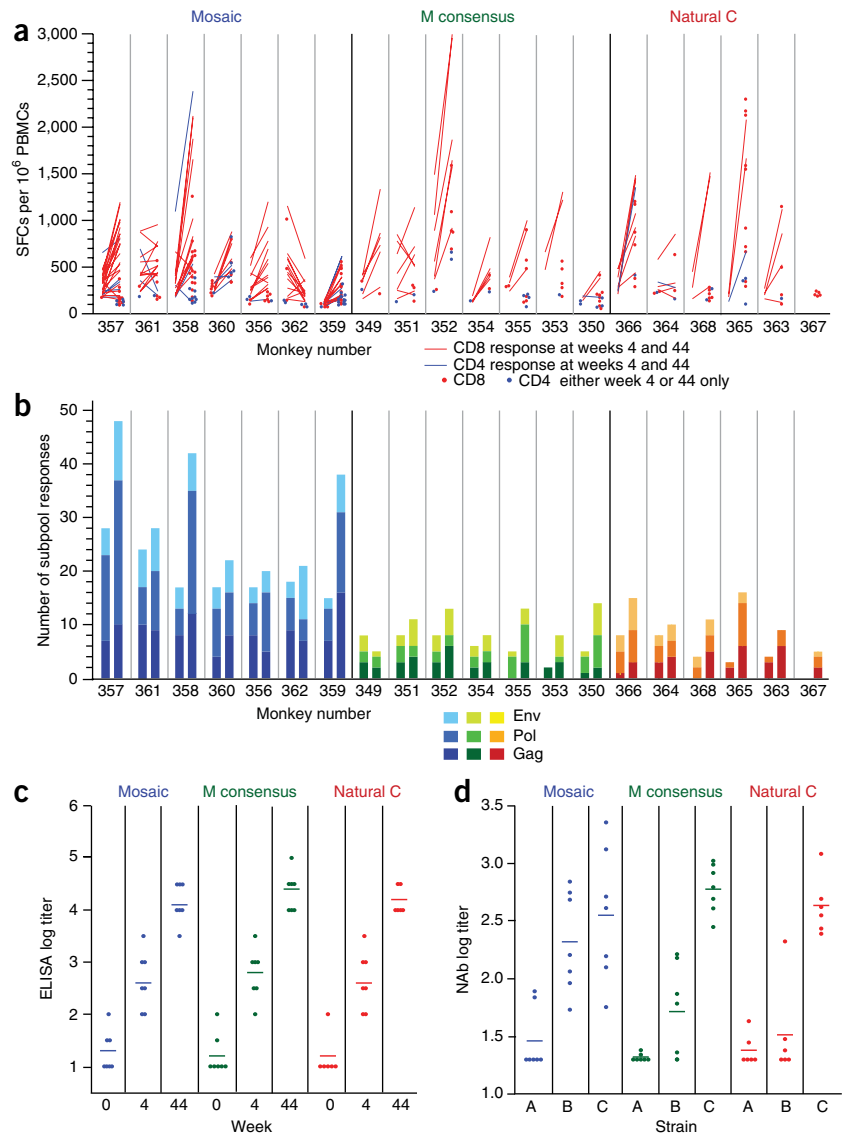 a
Mosaic M consensus Natural C
3,000
2,500
2,000
1,500
1,000
500
0
SFCs per 10⁶ PBMCs
357 361 358 360 356 362 359 349 351 352 354 355 353 350 366 364 368 365 363 367
Monkey number
CD8 response at weeks 4 and 44
CD4 response at weeks 4 and 44
CD8 CD4 either week 4 or 44 only
b
50
40
30
20
10
0
Number of subpool responses
357 361 358 360 356 362 359 349 351 352 354 355 353 350 366 364 368 365 363 367
Monkey number
Env
Pol
Gag
c
Mosaic M consensus Natural C
6
5
4
3
2
1
ELISA log titer
0 4 44 0 4 44 0 4 44
Week
d
Mosaic M consensus Natural C
3.5
3.0
2.5
2.0
1.5
1.0
NAb log titer
A B C A B C A B C
Strain